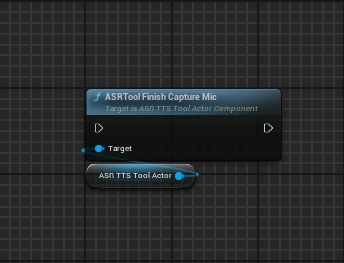 f ASRTool Finish Capture Mic
Target is ASR TTS Tool Actor Component
Target
ASR TTS Tool Actor